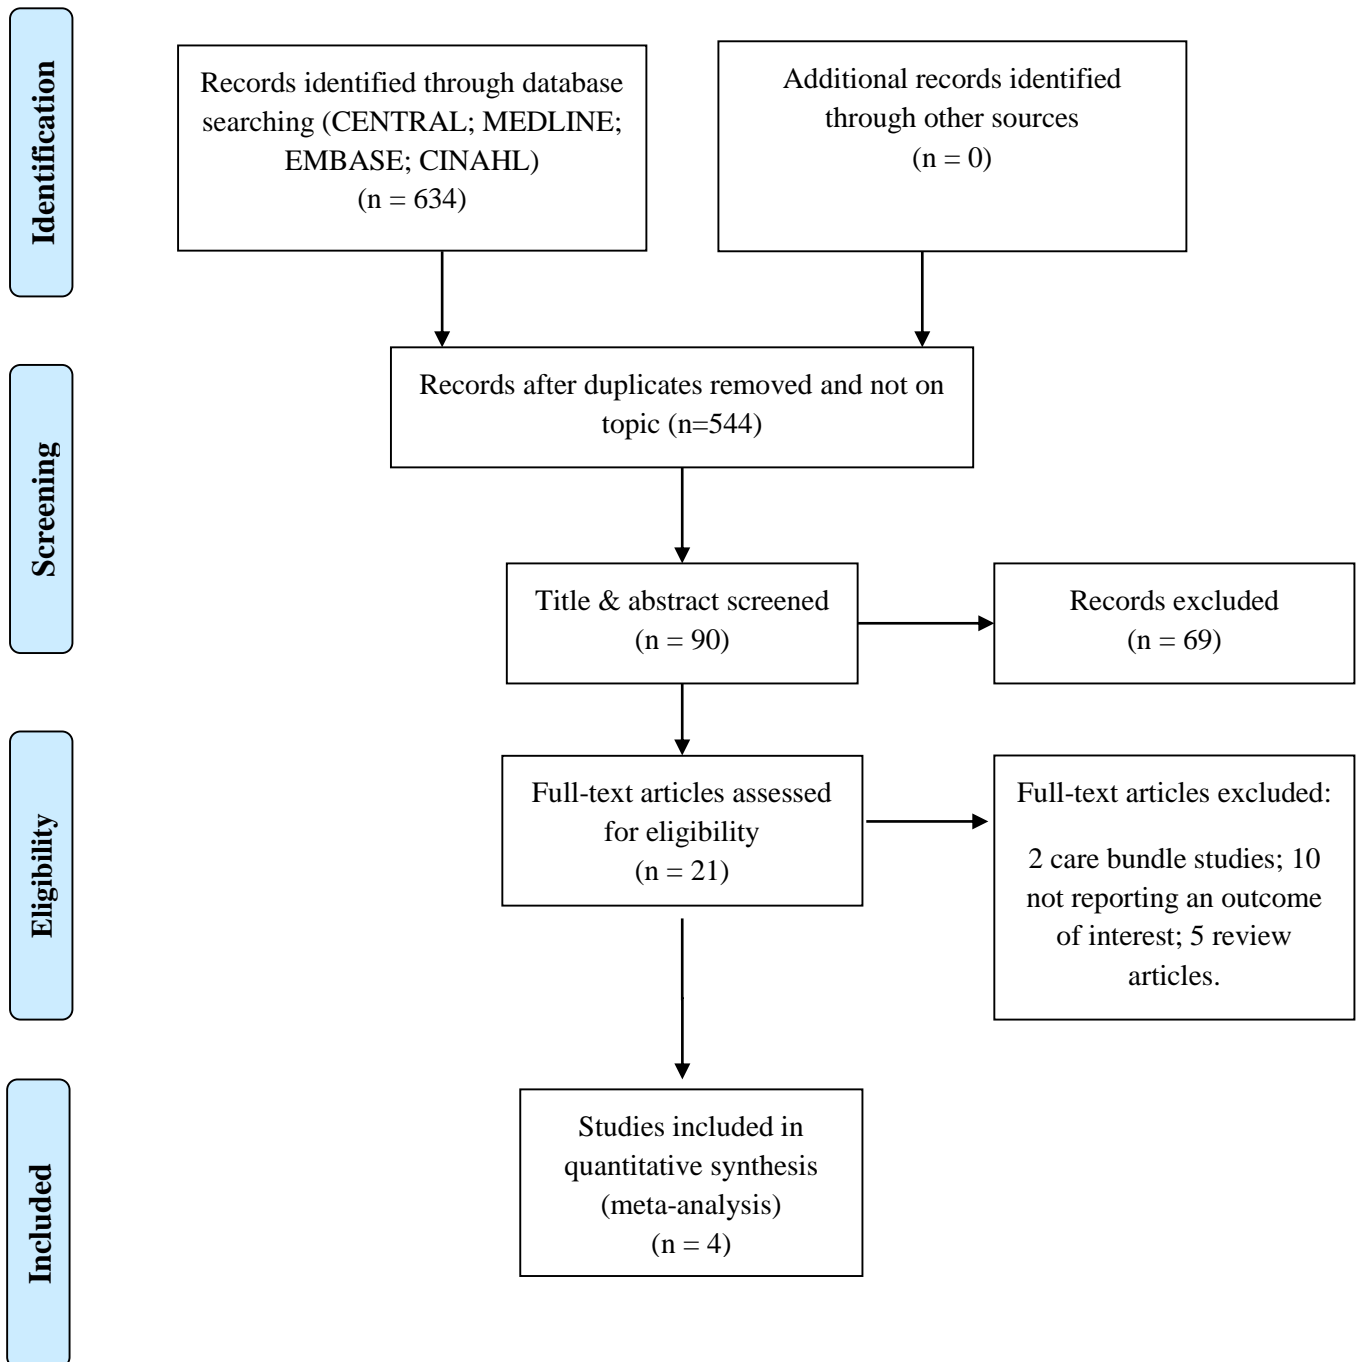 Identification
Records identified through database
searching (CENTRAL; MEDLINE;
EMBASE; CINAHL)
(n = 634)
Additional records identified
through other sources
(n = 0)
Screening
Records after duplicates removed and not on
topic (n=544)
Title & abstract screened
(n = 90)
Records excluded
(n = 69)
Eligibility
Full-text articles assessed
for eligibility
(n = 21)
Full-text articles excluded:
2 care bundle studies; 10
not reporting an outcome
of interest; 5 review
articles.
Included
Studies included in
quantitative synthesis
(meta-analysis)
(n = 4)